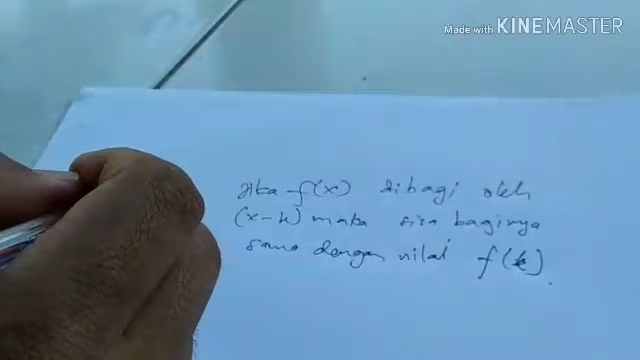 Made with KINEMASTER
Jika f(x) dibagi oleh
(x-k) maka sisa baginya
sama dengan nilai f(k).